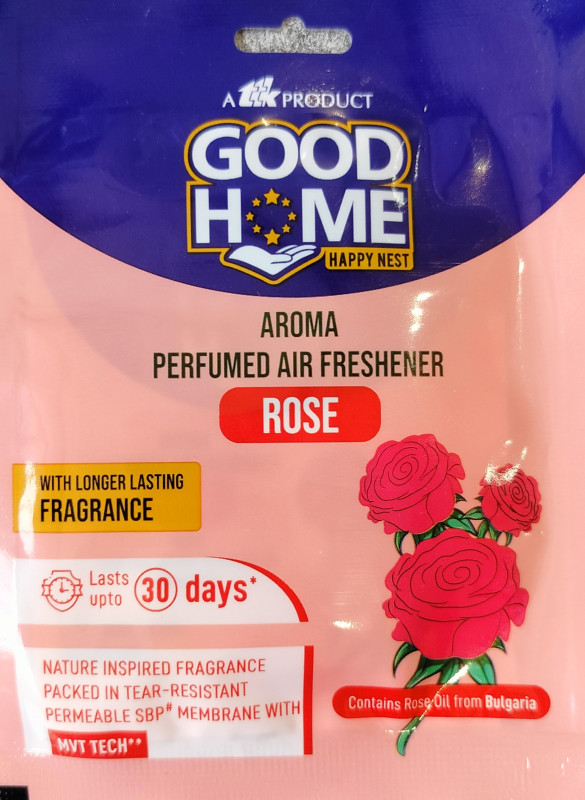 A TTK PRODUCT
GOOD
HOME
HAPPY NEST
AROMA
PERFUMED AIR FRESHENER
ROSE
WITH LONGER LASTING
FRAGRANCE
Lasts
upto 30 days*
NATURE INSPIRED FRAGRANCE
PACKED IN TEAR-RESISTANT
PERMEABLE SBP# MEMBRANE WITH
MVT TECH**
Contains Rose Oil from Bulgaria